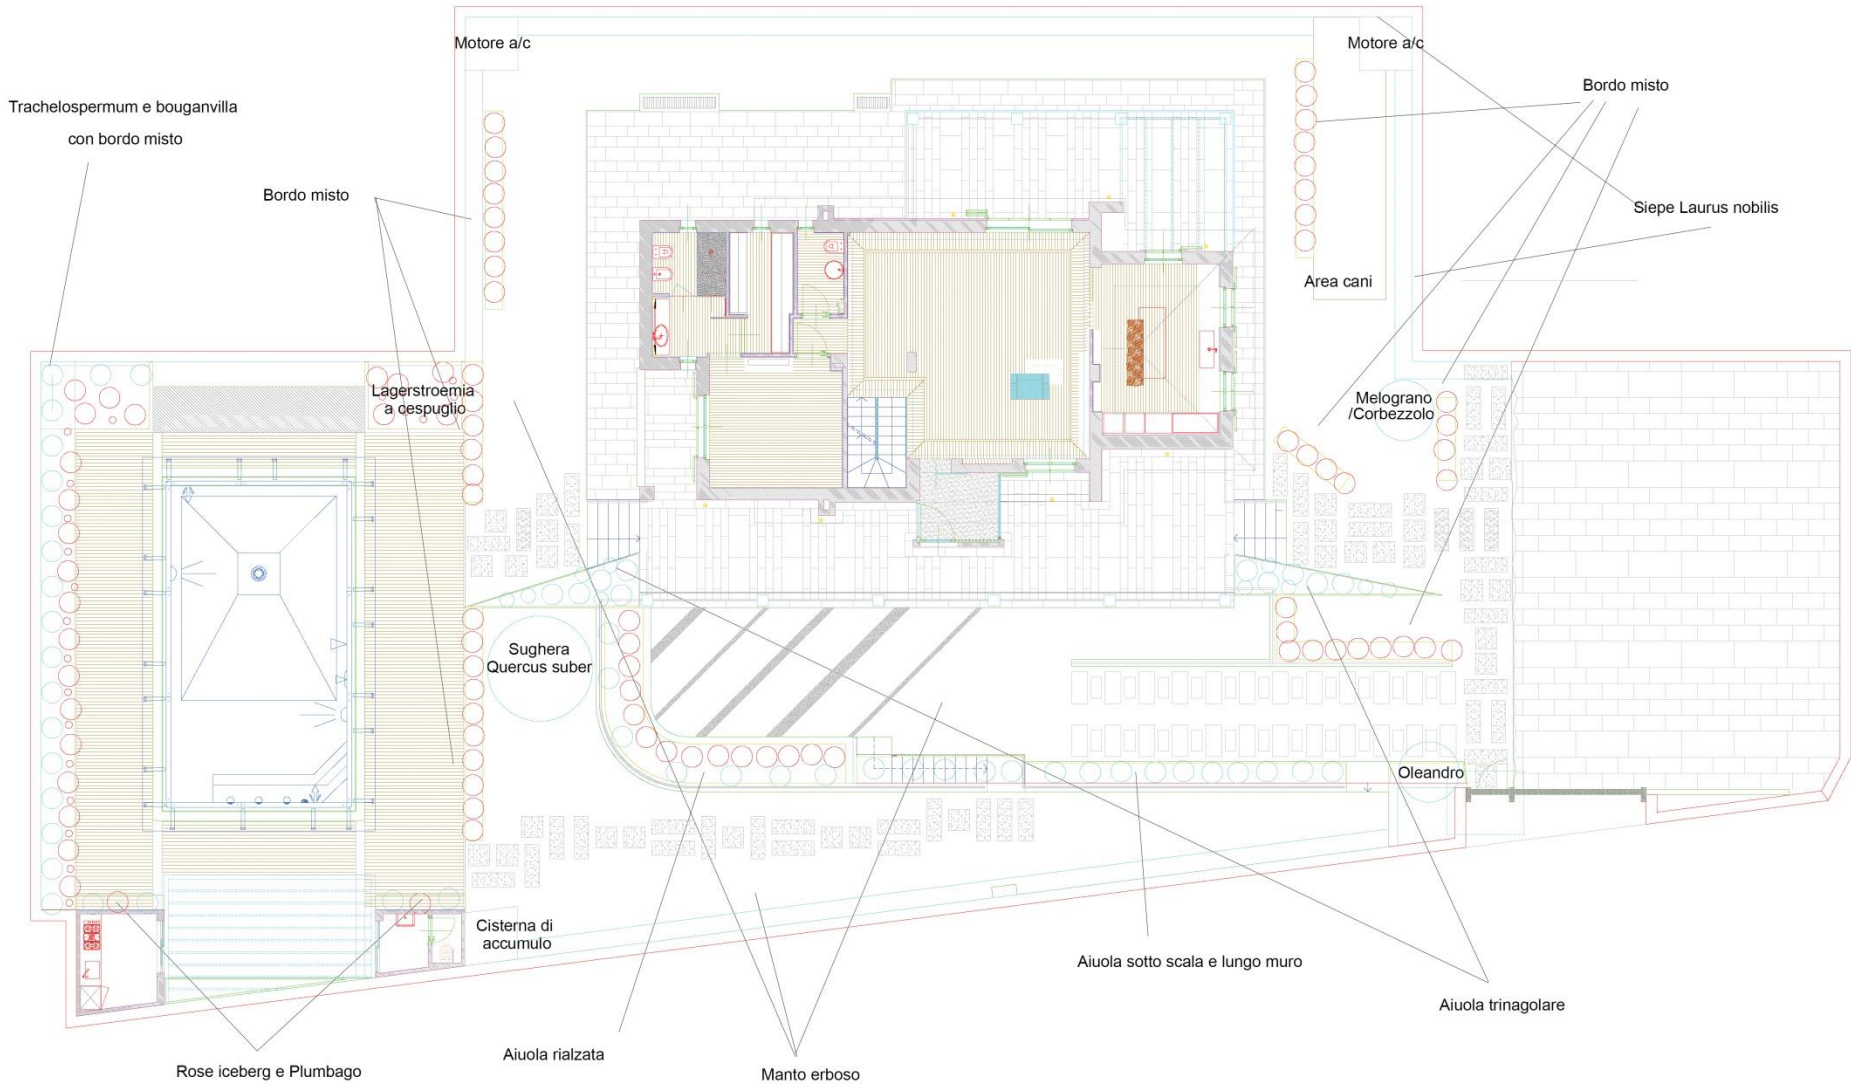 Motore a/c
Motore a/c
Trachelospermum e bouganvilla
con bordo misto
Bordo misto
Bordo misto
Siepe Laurus nobilis
Area cani
Lagerstroemia
a cespuglio
Melograno
/Corbezzolo
Sughera
Quercus suber
Oleandro
Cisterna di
accumulo
Aiuola sotto scala e lungo muro
Aiuola trinagolare
Aiuola rialzata
Rose iceberg e Plumbago
Manto erboso